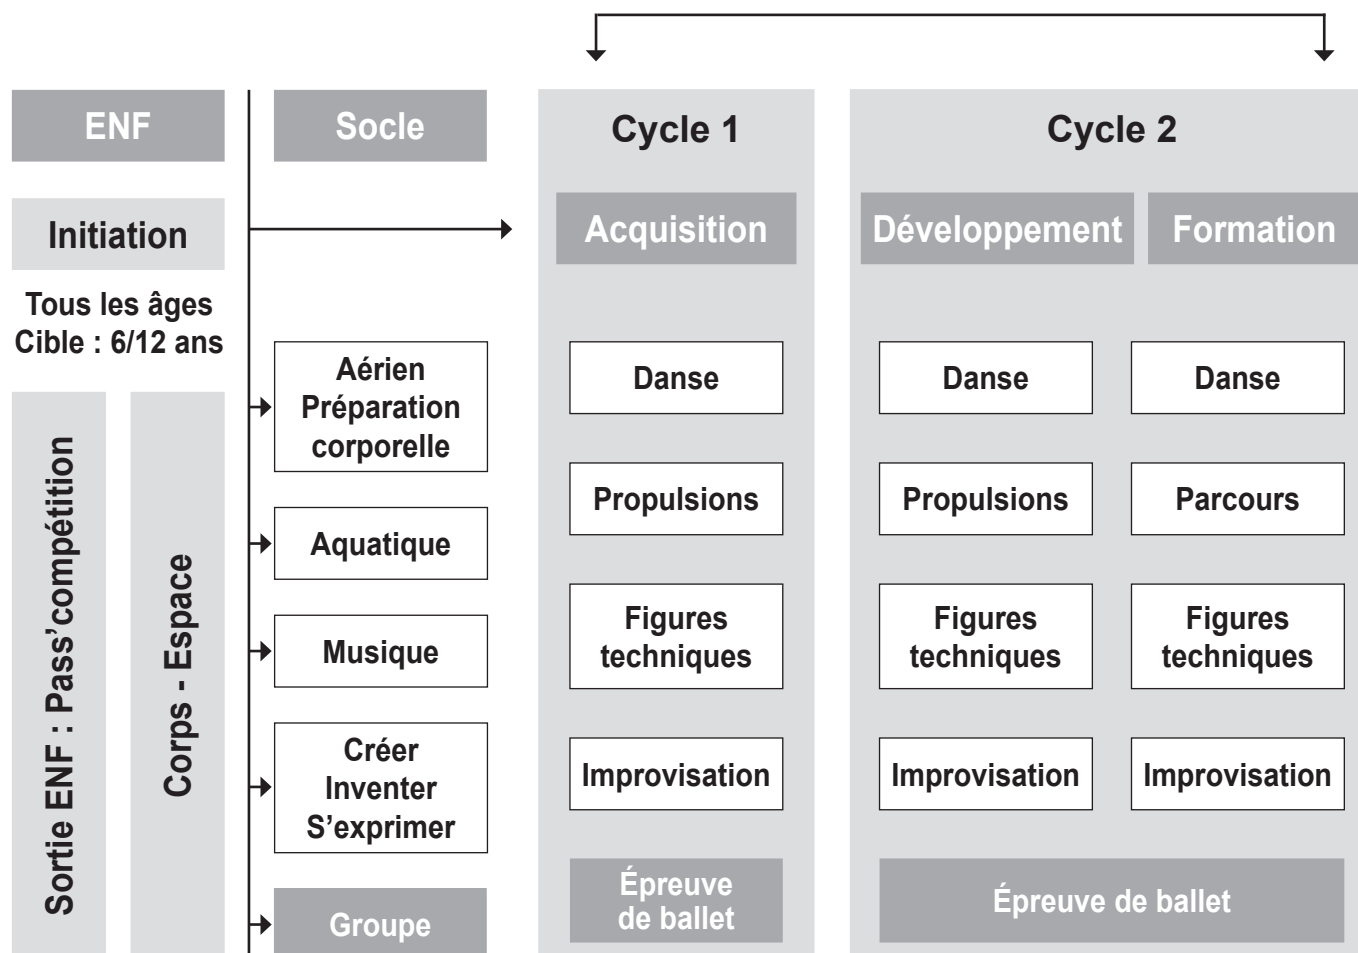 ENF
Initiation
Tous les âges
Cible : 6/12 ans
Sortie ENF : Pass'compétition
Corps - Espace
Socle
Aérien
Préparation
corporelle
Aquatique
Musique
Créer
Inventer
S'exprimer
Groupe
Cycle 1
Acquisition
Danse
Propulsions
Figures
techniques
Improvisation
Épreuve
de ballet
Cycle 2
Développement
Danse
Propulsions
Figures
techniques
Improvisation
Formation
Danse
Parcours
Figures
techniques
Improvisation
Épreuve de ballet